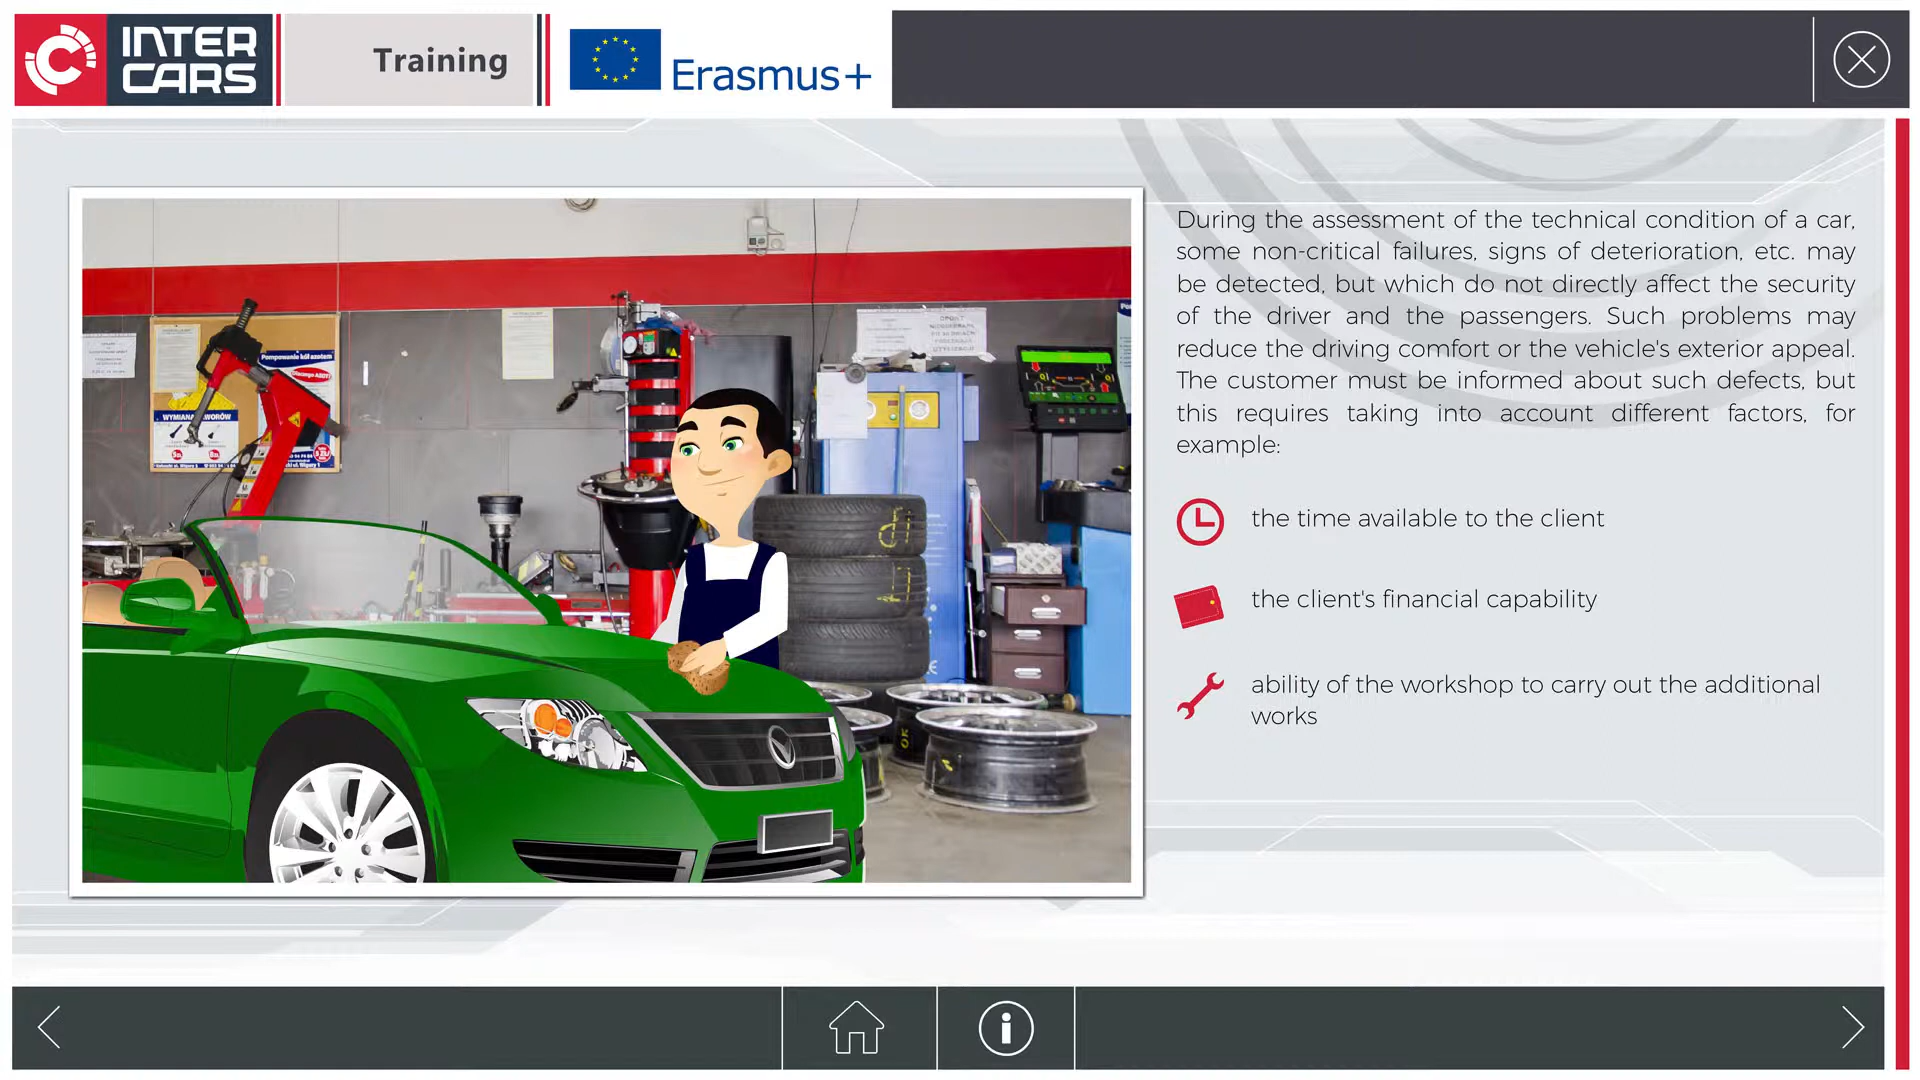 INTER
CARS
Training
Erasmus+
During the assessment of the technical condition of a car,
some non-critical failures, signs of deterioration, etc. may
be detected, but which do not directly affect the security
of the driver and the passengers. Such problems may
reduce the driving comfort or the vehicle's exterior appeal.
The customer must be informed about such defects, but
this requires taking into account different factors, for
example:
the time available to the client
the client's financial capability
ability of the workshop to carry out the additional
works
Pompowanie kół azotem
OK